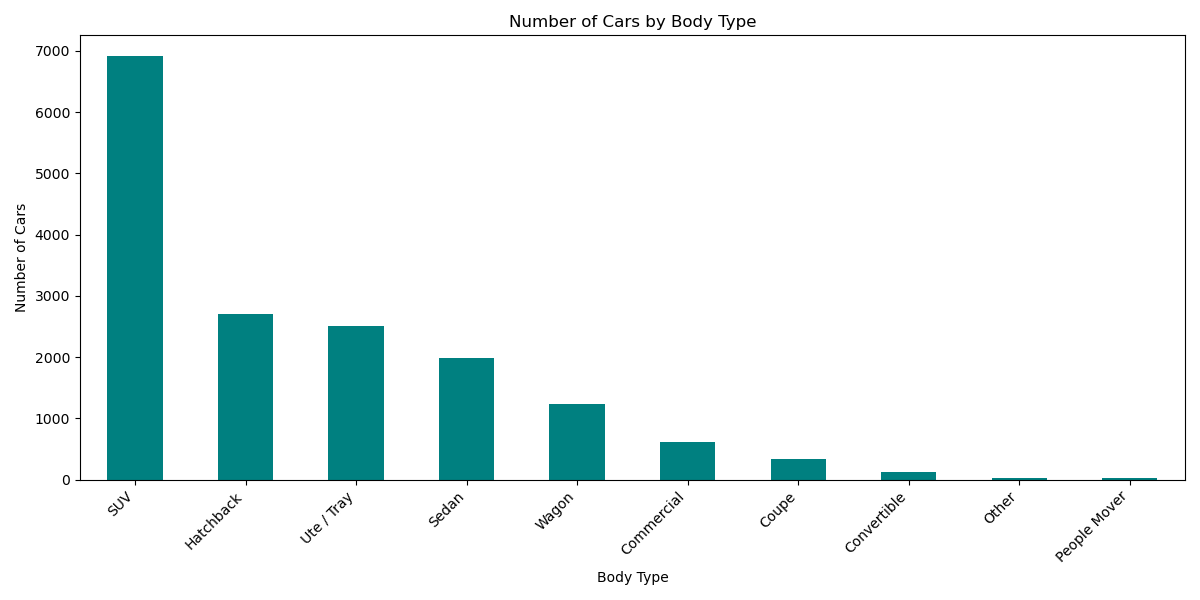 Number of Cars by Body Type
Number of Cars
7000
6000
5000
4000
3000
2000
1000
0
SUV
Hatchback
Ute / Tray
Sedan
Wagon
Commercial
Coupe
Convertible
Other
People Mover
Body Type